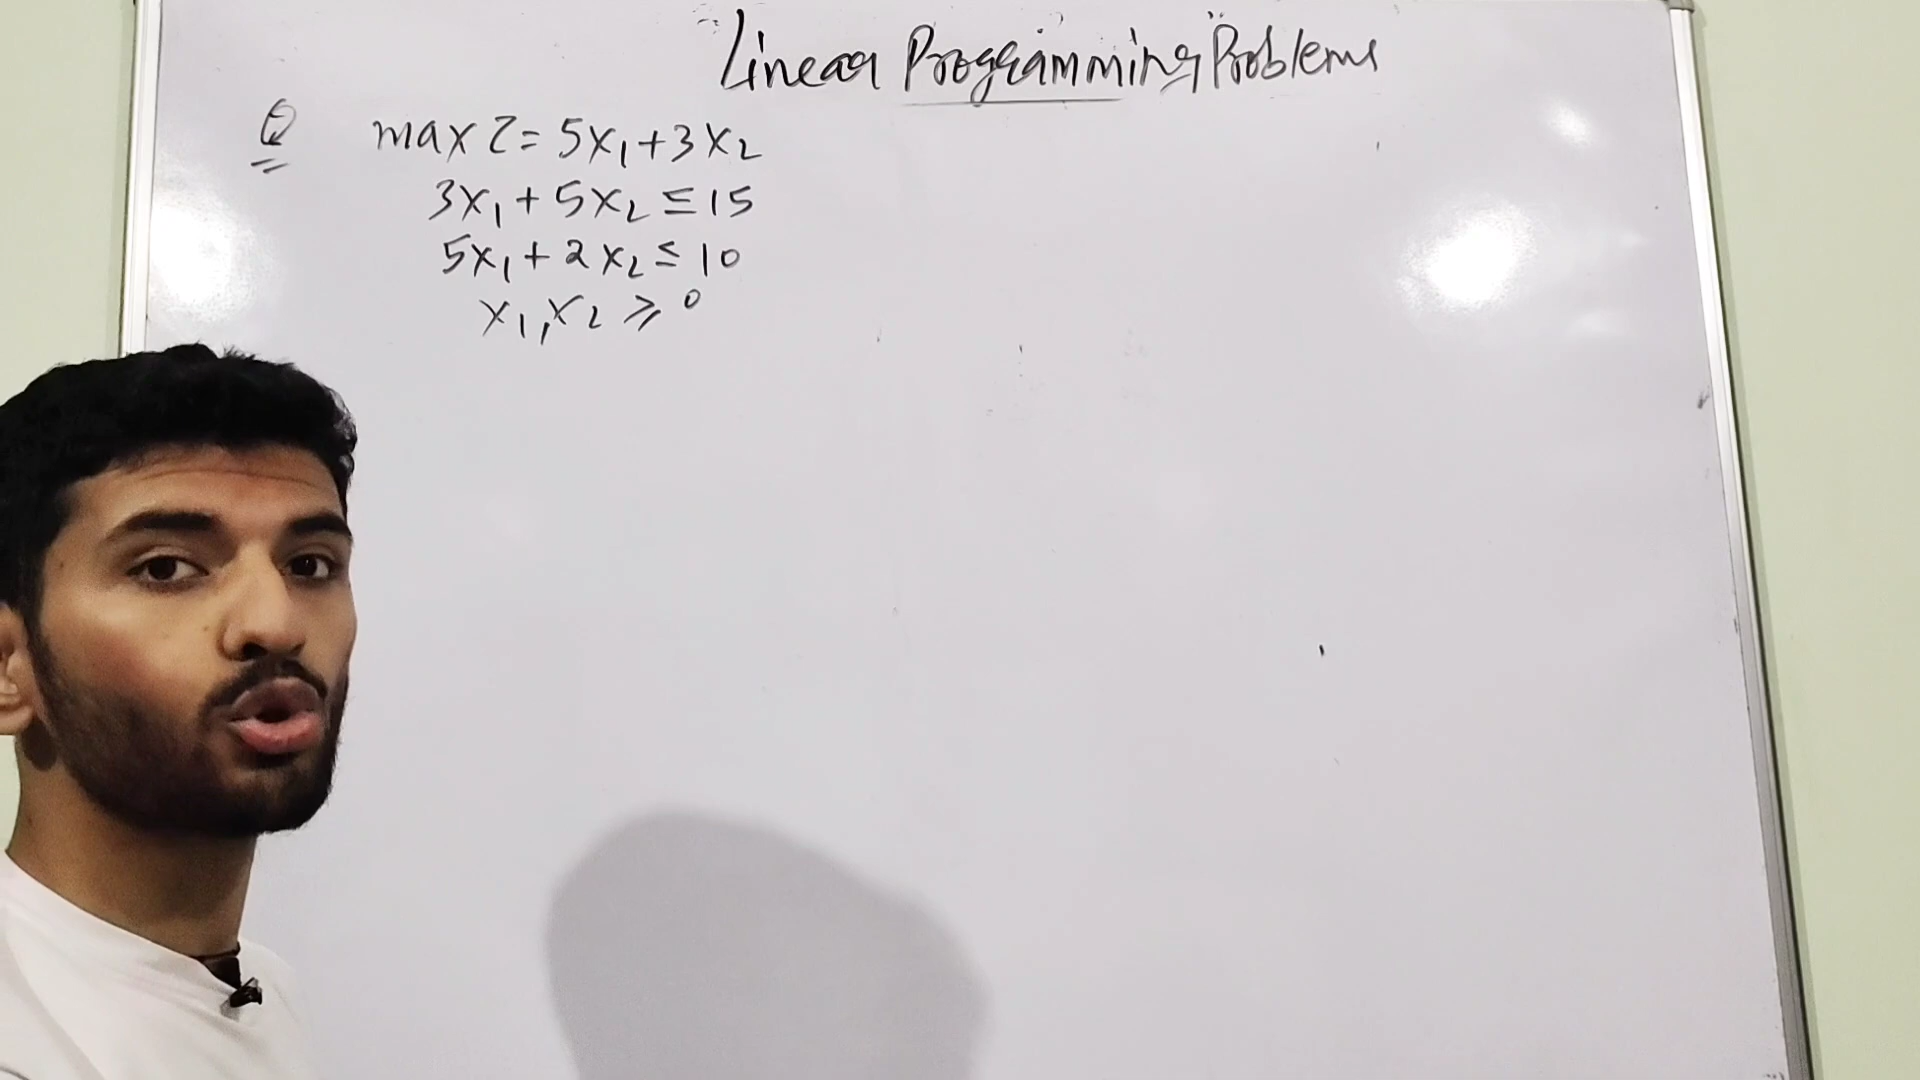 Linear Programming Problems
Q max Z = 5x₁ + 3x₂
3x₁ + 5x₂ ≤ 15
5x₁ + 2x₂ ≤ 10
x₁, x₂ ≥ 0